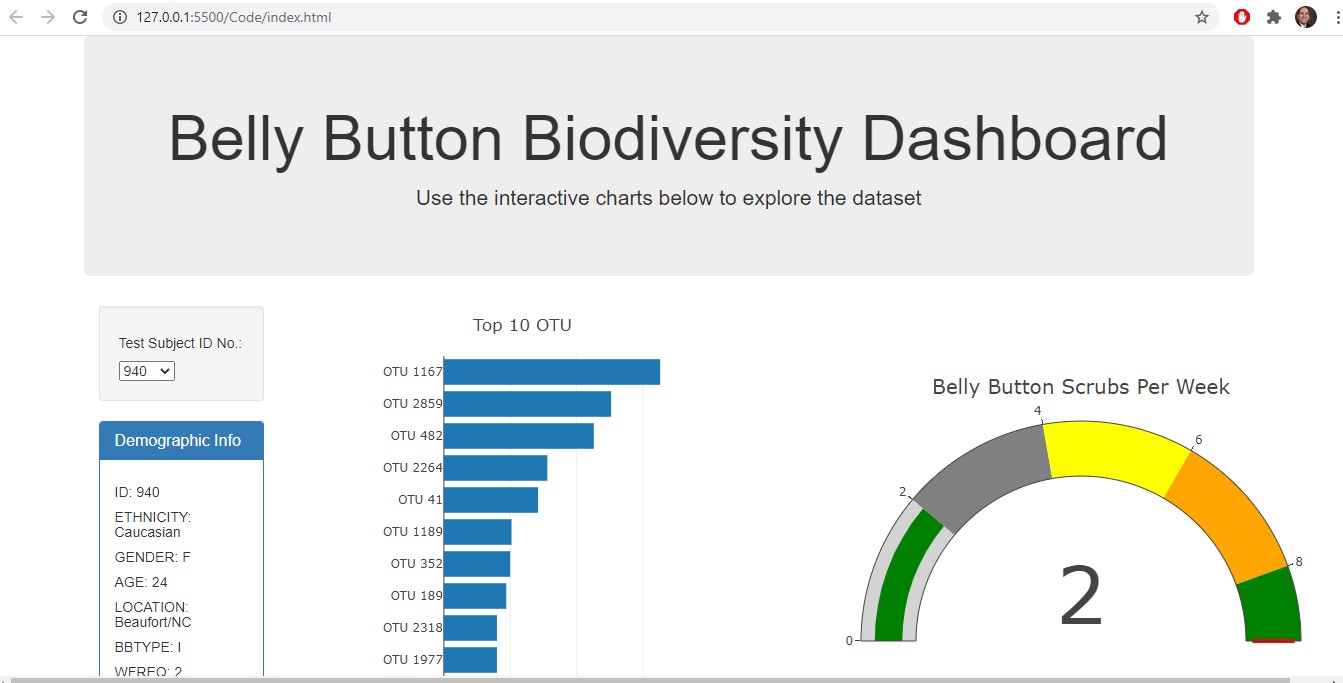 127.0.0.1:5500/Code/index.html
Belly Button Biodiversity Dashboard
Use the interactive charts below to explore the dataset
Test Subject ID No.:
940
Demographic Info
ID: 940
ETHNICITY:
Caucasian
GENDER: F
AGE: 24
LOCATION:
Beaufort/NC
BBTYPE: I
WFREQ: 2
Top 10 OTU
OTU 1167
OTU 2859
OTU 482
OTU 2264
OTU 41
OTU 1189
OTU 352
OTU 189
OTU 2318
OTU 1977
Belly Button Scrubs Per Week
0
2
4
6
8
2